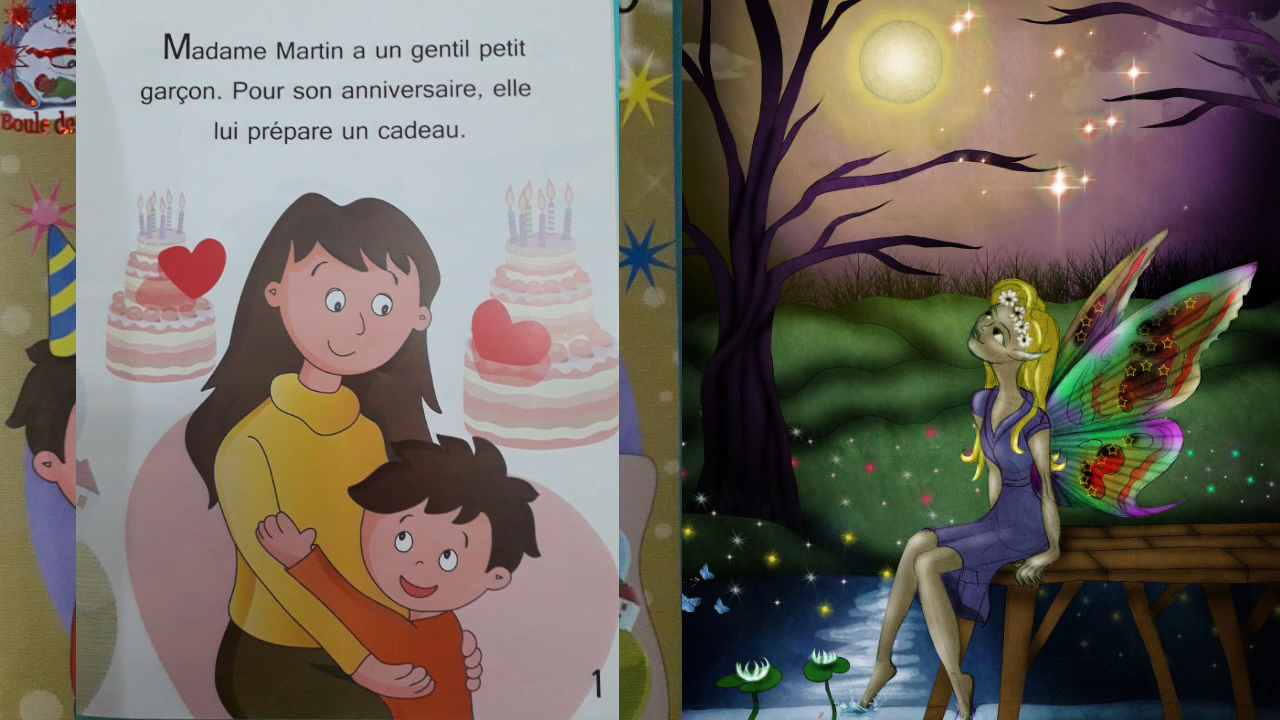 Madame Martin a un gentil petit
garçon. Pour son anniversaire, elle
lui prépare un cadeau.
Boule de
1